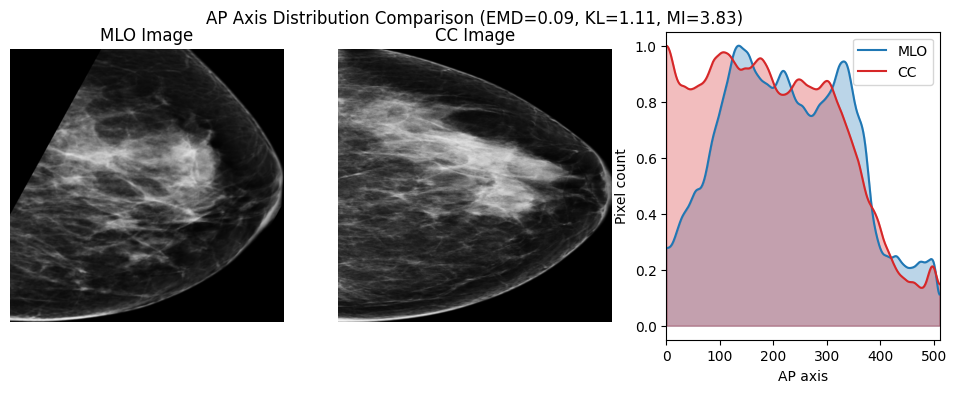 AP Axis Distribution Comparison (EMD=0.09, KL=1.11, MI=3.83)
MLO Image
CC Image
MLO
CC
1.0
0.8
0.6
0.4
0.2
0.0
Pixel count
0 100 200 300 400 500
AP axis